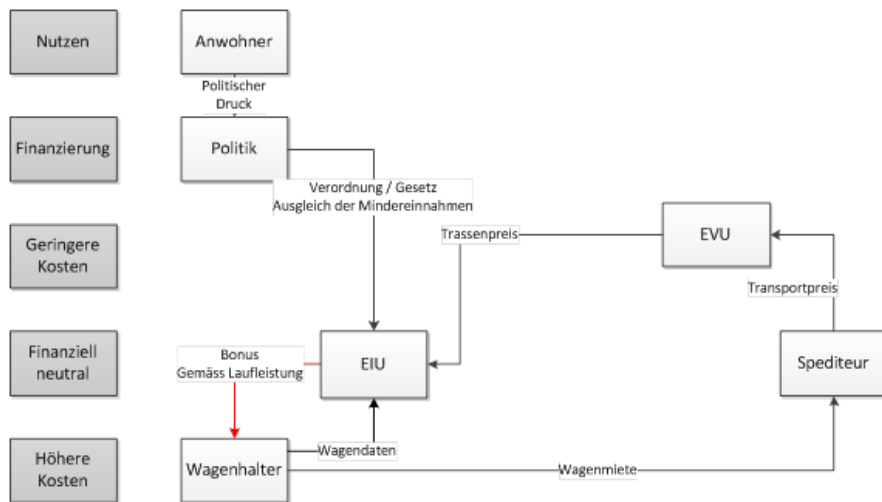 Nutzen
Anwohner
Politischer
Druck
Finanzierung
Politik
Verordnung / Gesetz
Ausgleich der Mindereinnahmen
Geringere
Kosten
Trassenpreis
EVU
Transportpreis
Finanziell
neutral
Bonus
Gemäss Laufleistung
EIU
Spediteur
Höhere
Kosten
Wagenhalter
Wagendaten
Wagenmiete